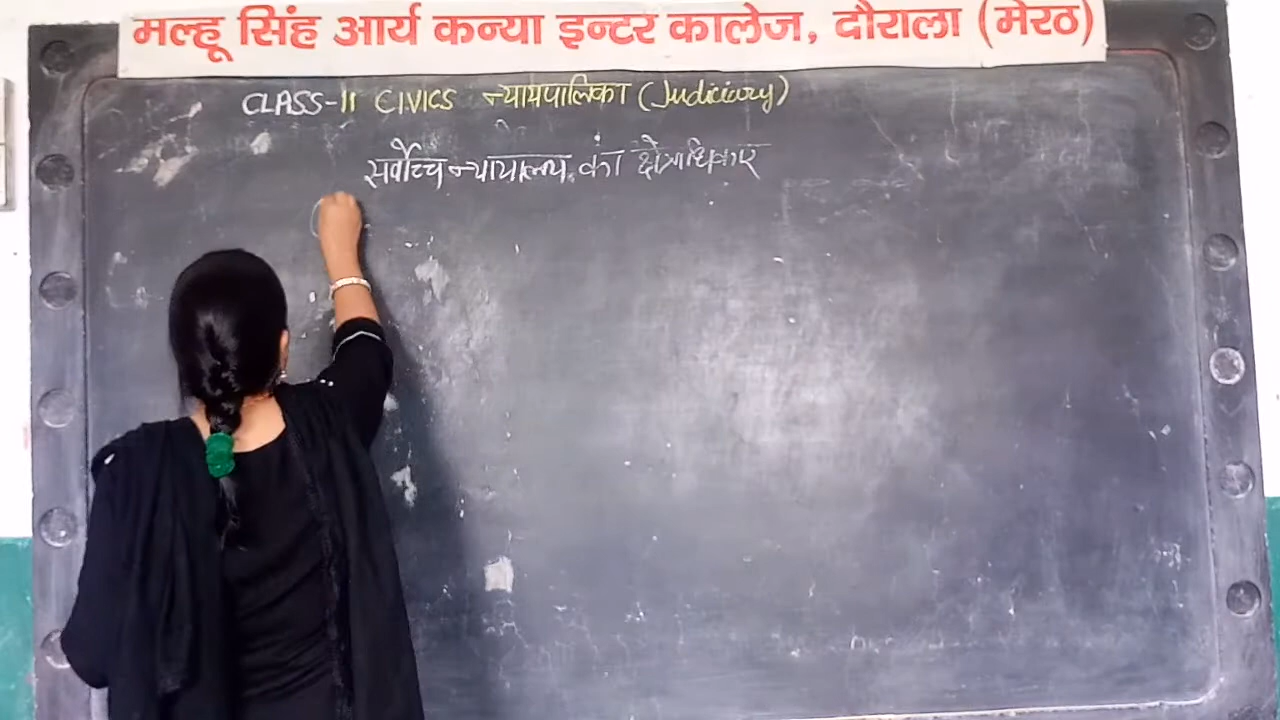 मल्हू सिंह आर्य कन्या इन्टर कालेज, दौराला (मेरठ)
CLASS-11 CIVICS न्यायपालिका (Judiciary)
सर्वोच्च न्यायालय का क्षेत्राधिकार